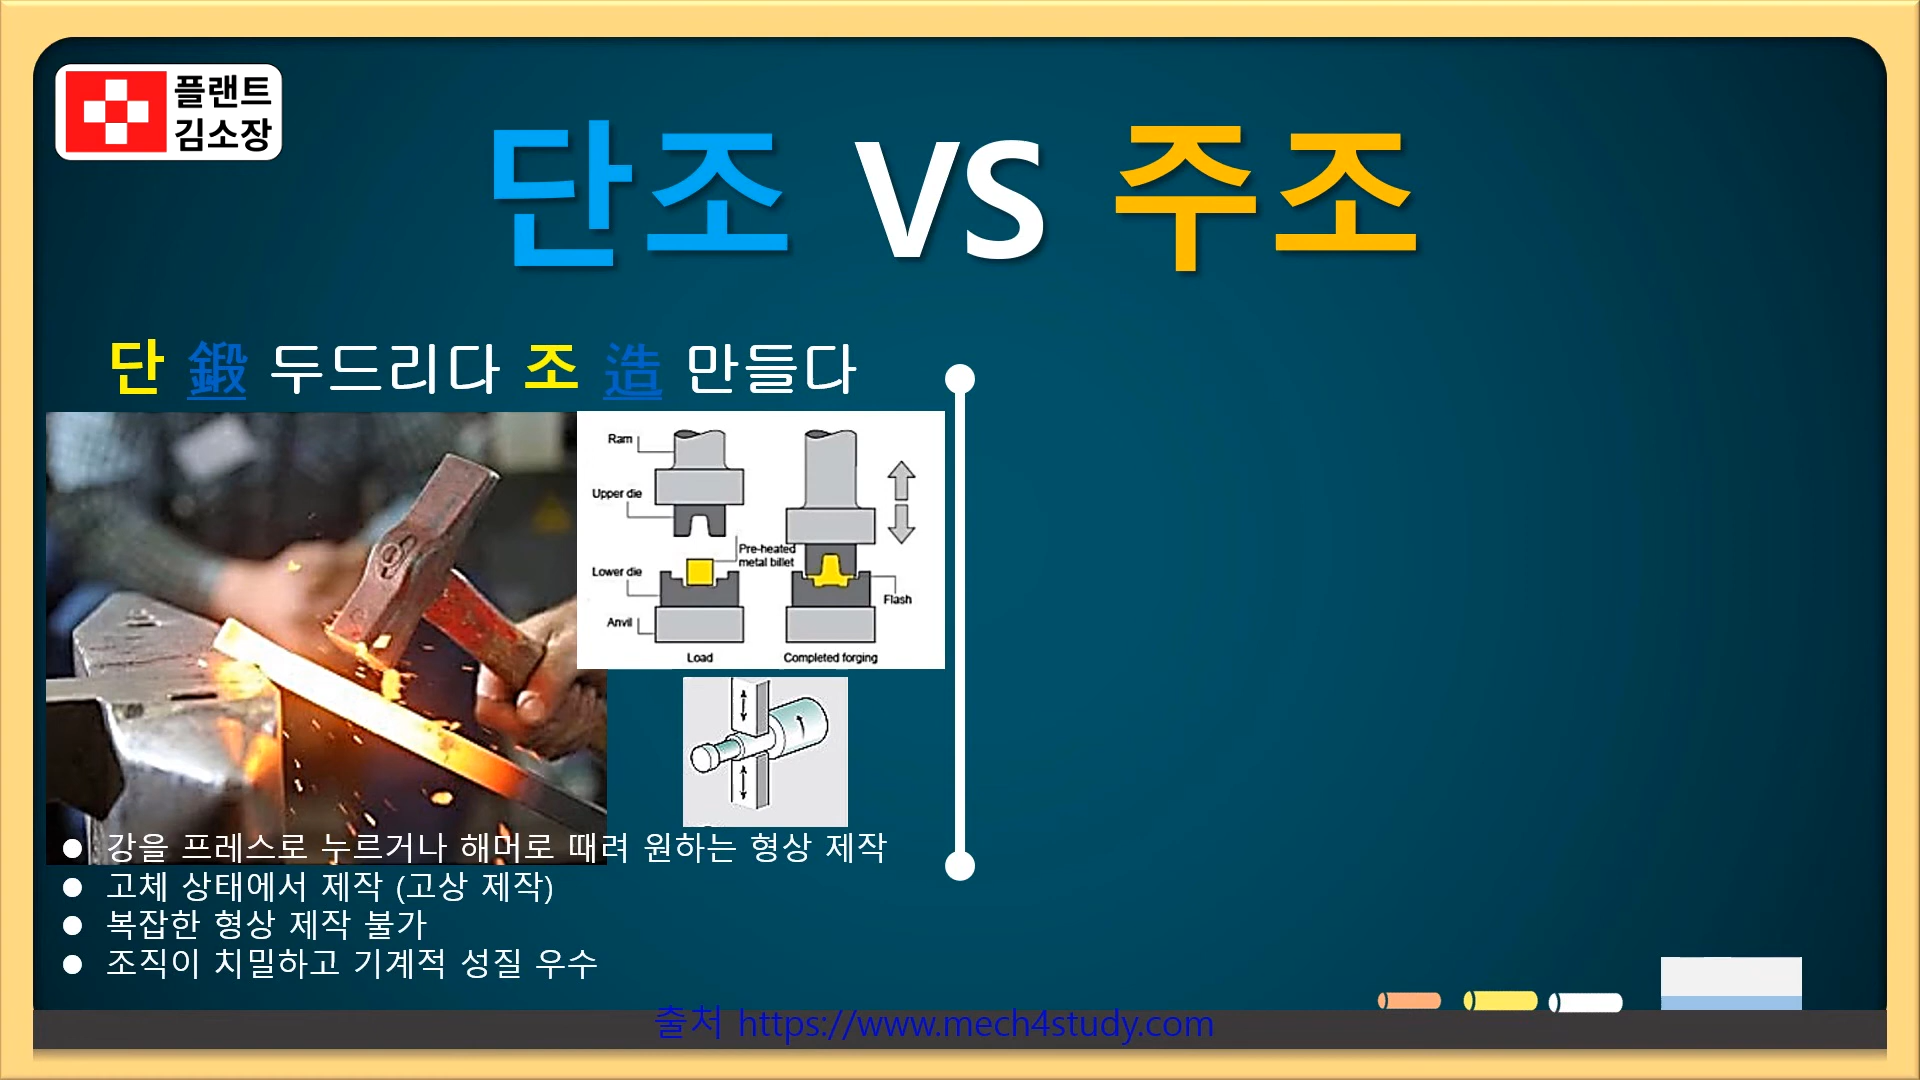 플랜트
김소장
단조 VS 주조
단 鍛 두드리다 조 造 만들다
Ram
Upper die
Pre-heated
metal billet
Lower die
Flash
Anvil
Load
Completed forging
● 강을 프레스로 누르거나 해머로 때려 원하는 형상 제작
● 고체 상태에서 제작 (고상 제작)
● 복잡한 형상 제작 불가
● 조직이 치밀하고 기계적 성질 우수
출처 https://www.mech4study.com